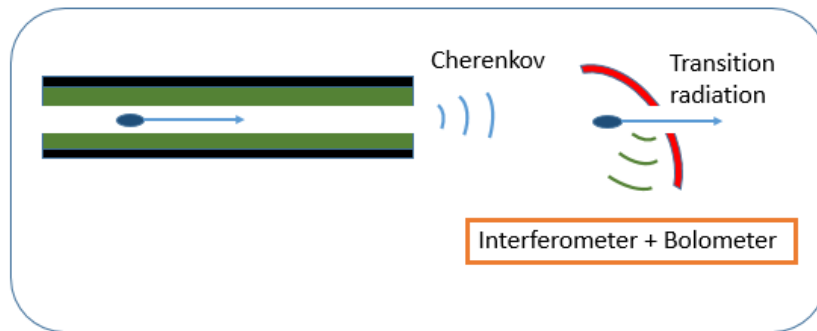 Cherenkov
Transition
radiation
Interferometer + Bolometer